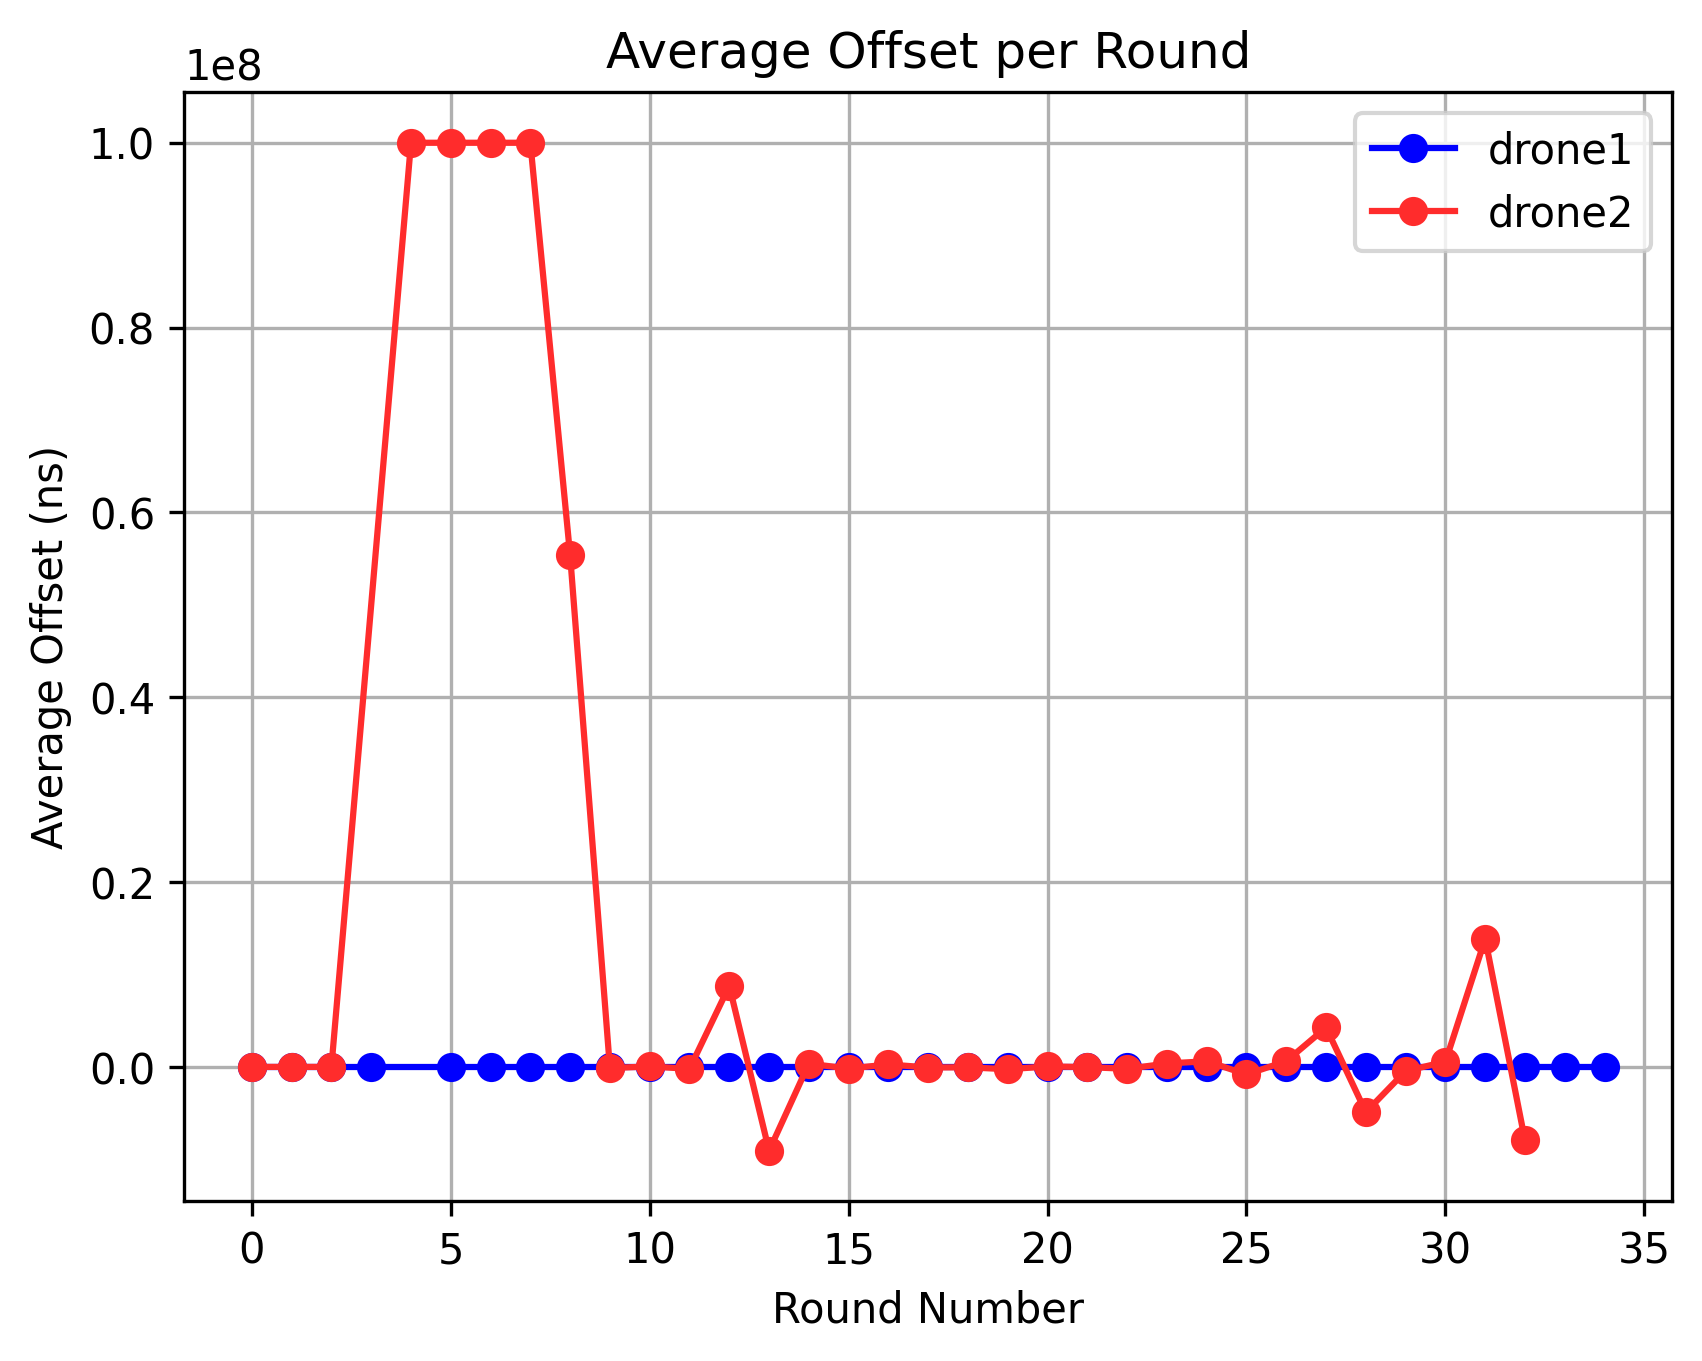 Average Offset per Round
1e8
drone1
drone2
1.0
0.8
0.6
0.4
0.2
0.0
Average Offset (ns)
0 5 10 15 20 25 30 35
Round Number